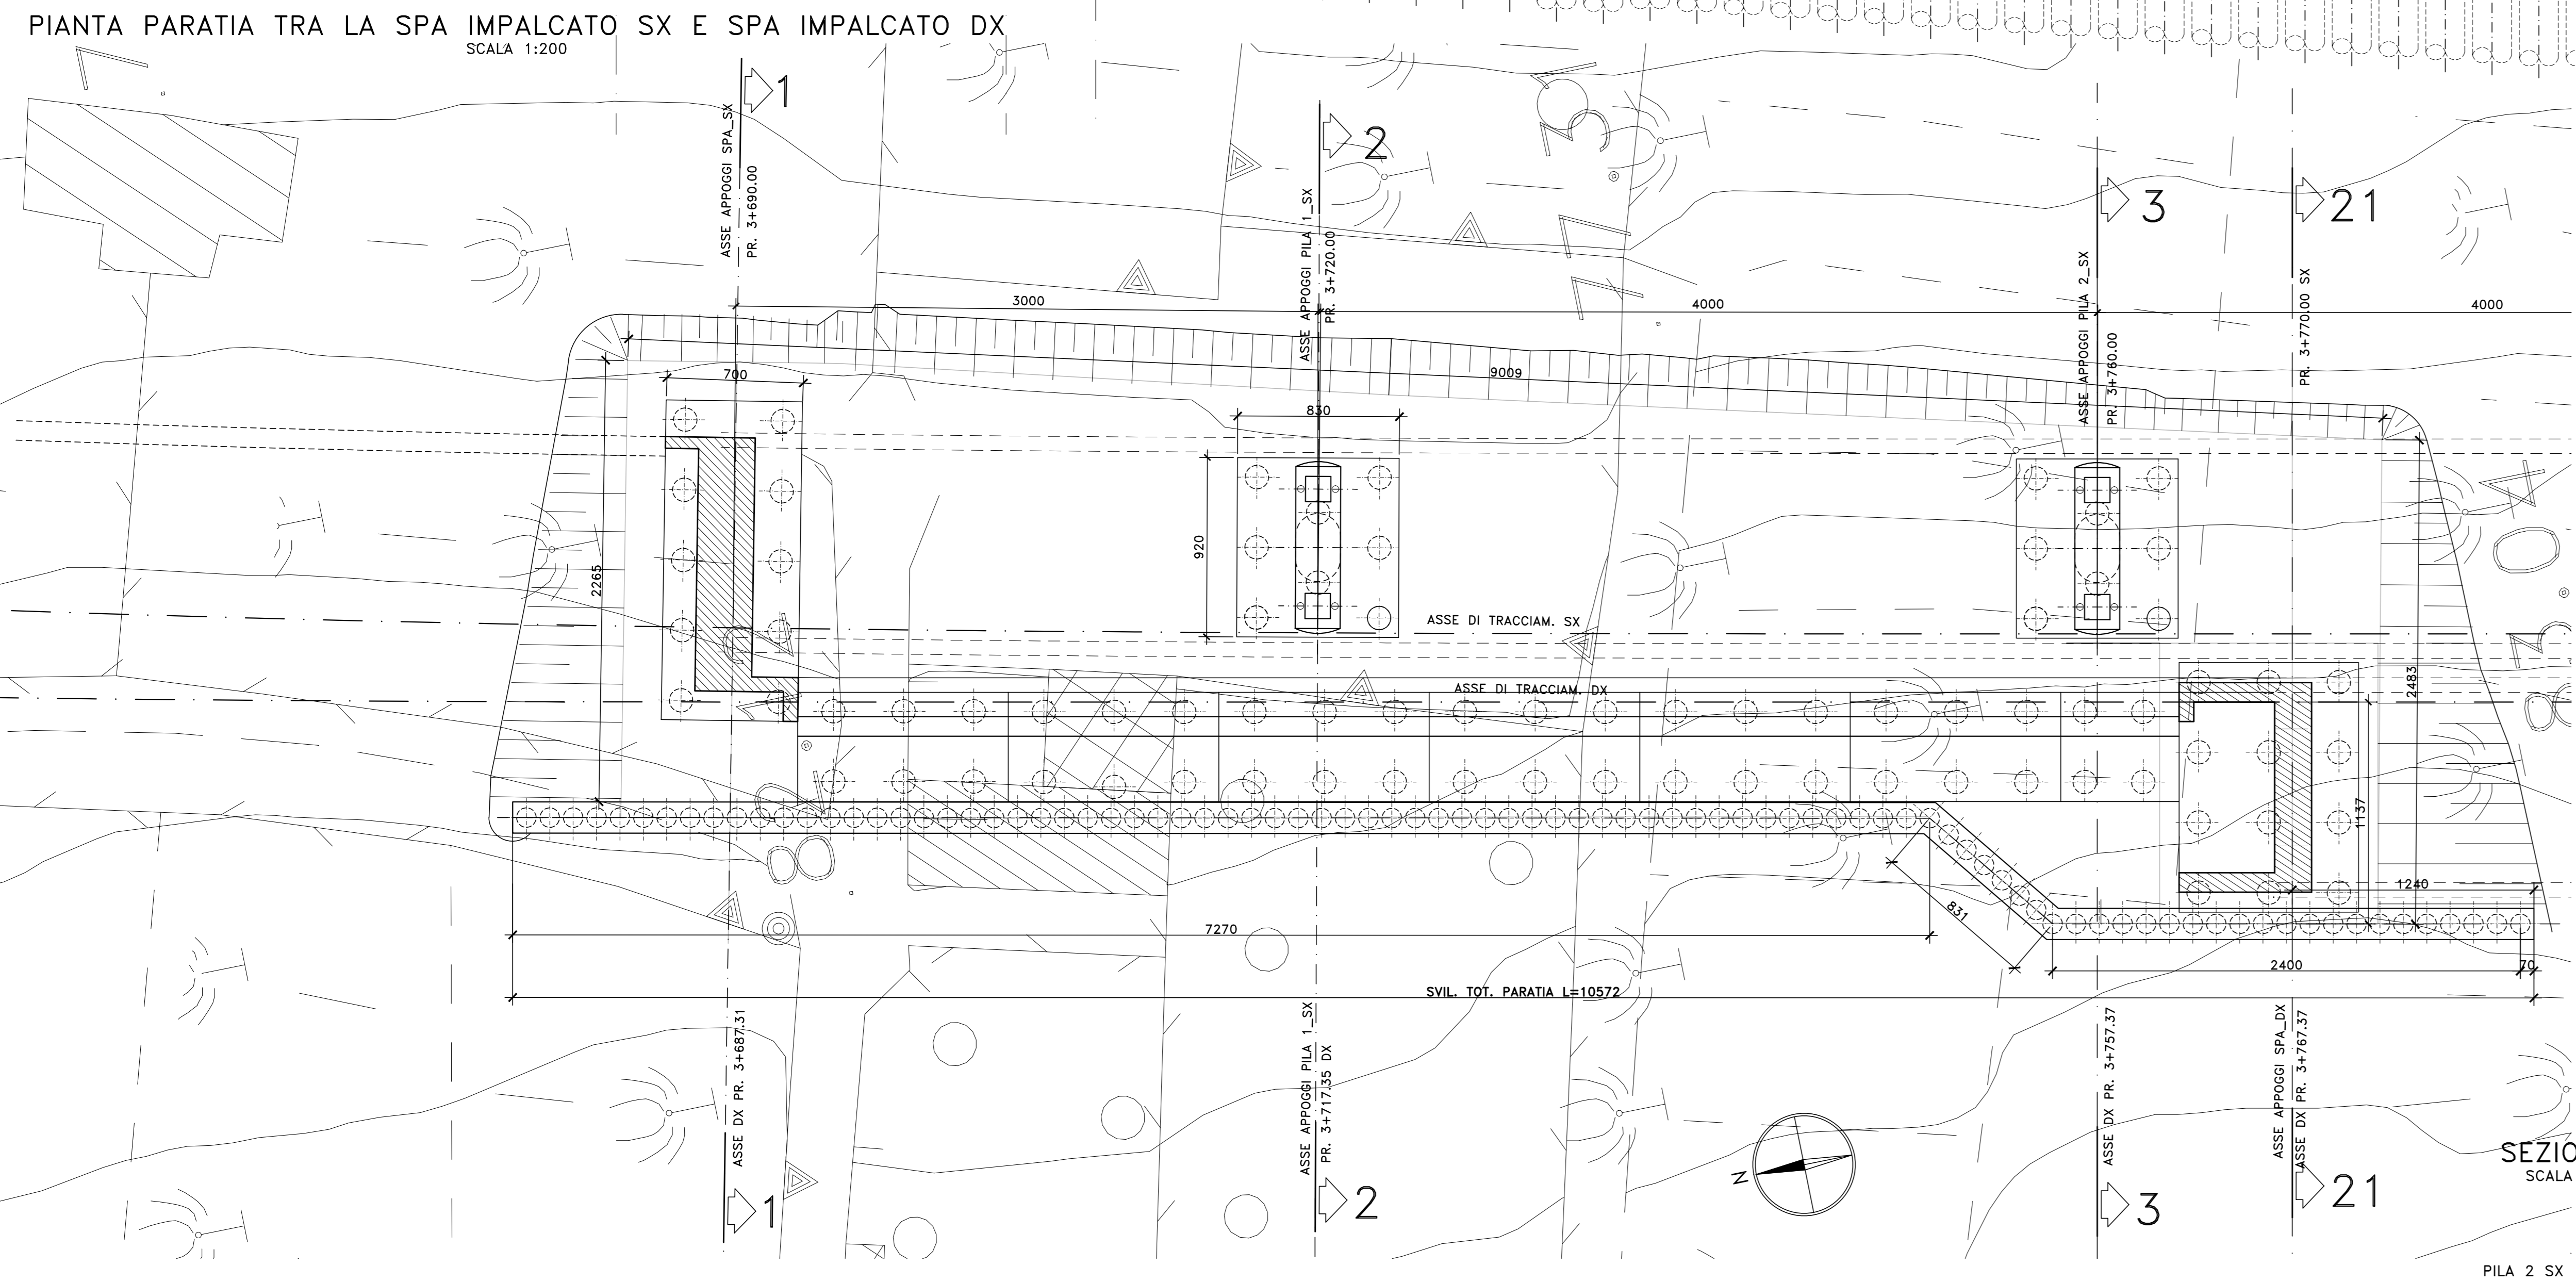 PIANTA PARATIA TRA LA SPA IMPALCATO SX E SPA IMPALCATO DX
SCALA 1:200
1
2
3
21
ASSE APPOGGI SPA_SX
PR. 3+690.00
ASSE APPOGGI PILA 1_SX
PR. 3+720.00
ASSE APPOGGI PILA 2_SX
PR. 3+760.00
PR. 3+770.00 SX
3000
4000
4000
700
9009
830
920
2265
ASSE DI TRACCIAM. SX
ASSE DI TRACCIAM. DX
2483
1137
1240
831
7270
2400
70
SVIL. TOT. PARATIA L=10572
ASSE DX PR. 3+687.31
ASSE APPOGGI PILA 1_SX
PR. 3+717.35 DX
ASSE DX PR. 3+757.37
ASSE APPOGGI SPA_DX
ASSE DX PR. 3+767.37
N
1
2
3
21
SEZIO
SCALA
PILA 2 SX